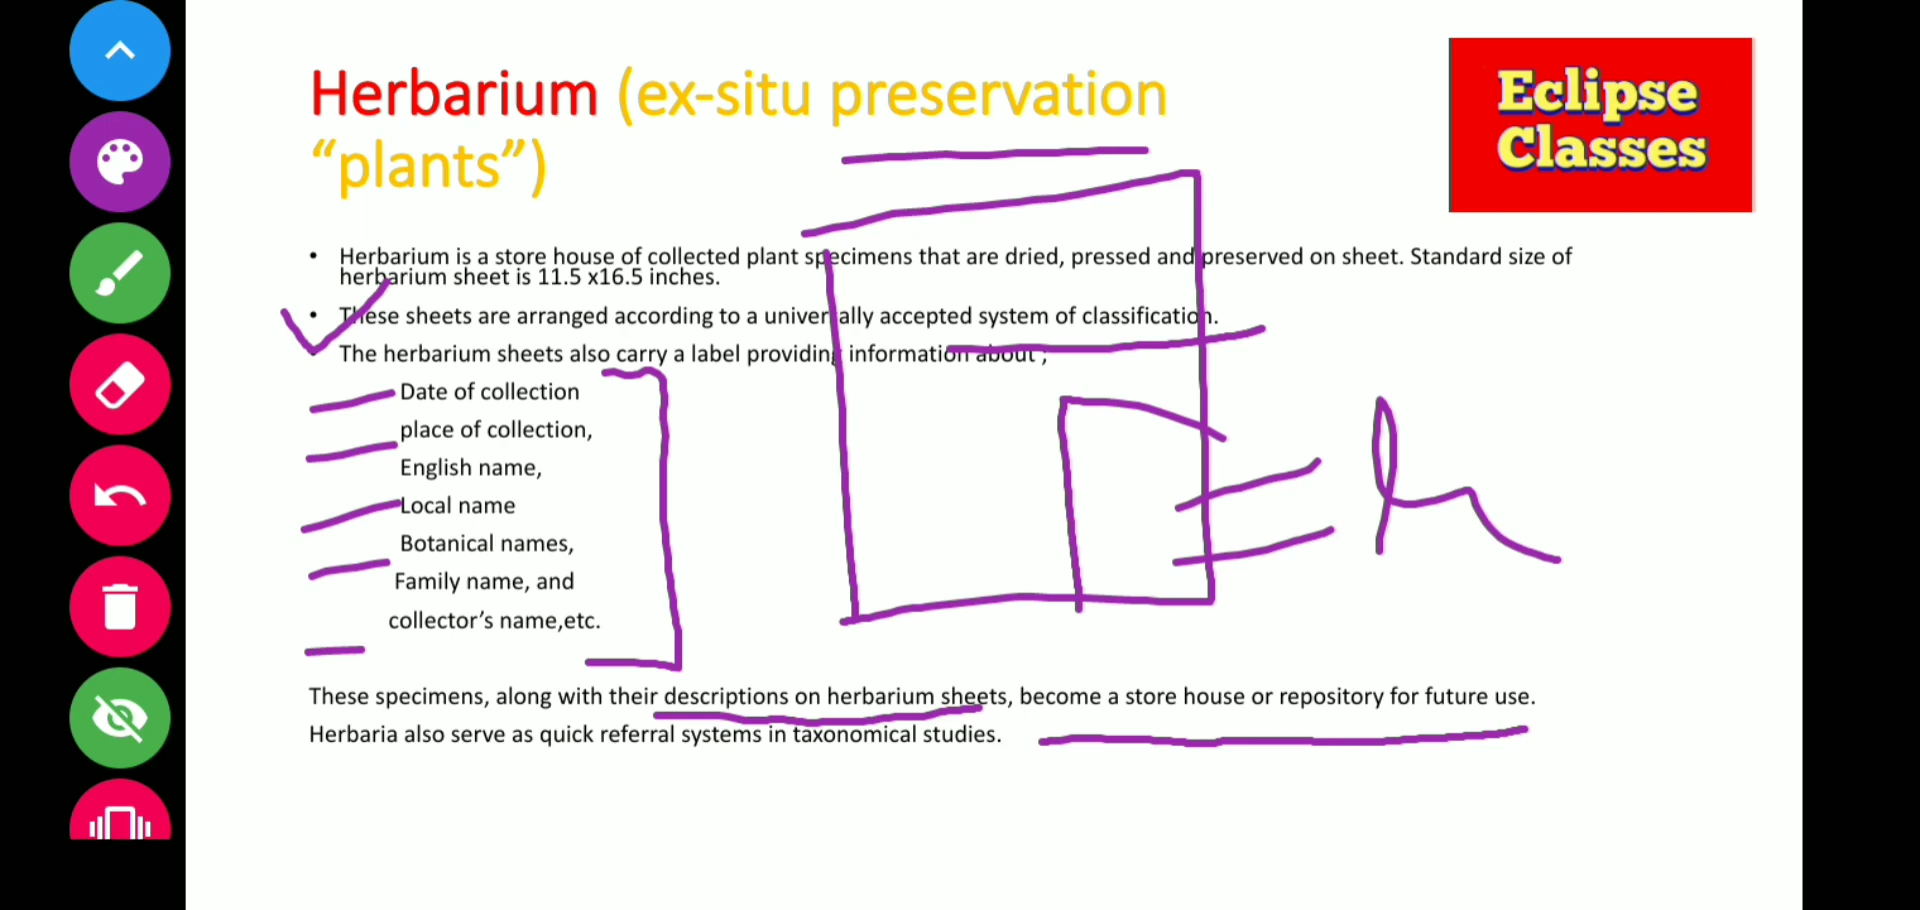 Herbarium (ex-situ preservation
“plants”)
Eclipse
Classes
• Herbarium is a store house of collected plant specimens that are dried, pressed and preserved on sheet. Standard size of
herbarium sheet is 11.5 x16.5 inches.
• These sheets are arranged according to a universally accepted system of classification.
• The herbarium sheets also carry a label providing information about ;
Date of collection
place of collection,
English name,
Local name
Botanical names,
Family name, and
collector’s name,etc.
These specimens, along with their descriptions on herbarium sheets, become a store house or repository for future use.
Herbaria also serve as quick referral systems in taxonomical studies.